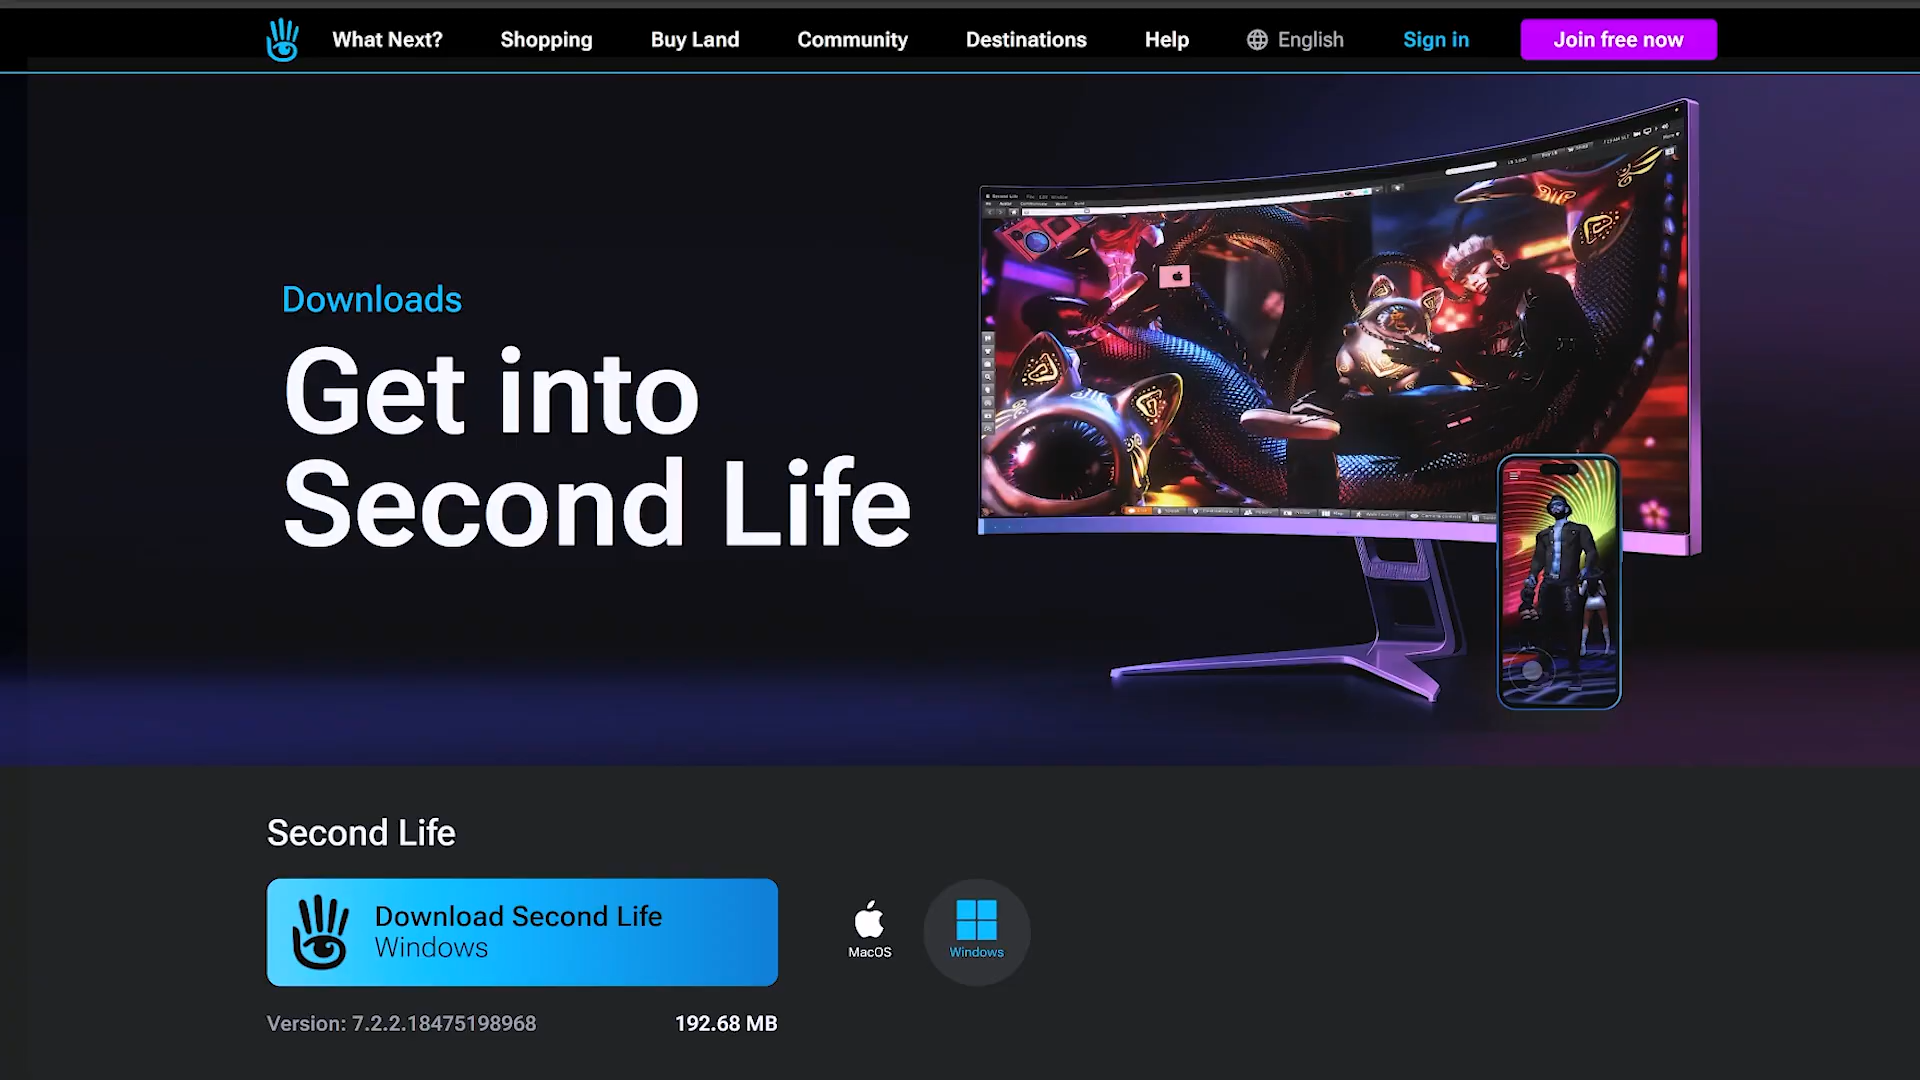 What Next?
Shopping
Buy Land
Community
Destinations
Help
English
Sign in
Join free now
Downloads
Get into
Second Life
Second Life
Download Second Life
Windows
MacOS
Windows
Version: 7.2.2.18475198968
192.68 MB